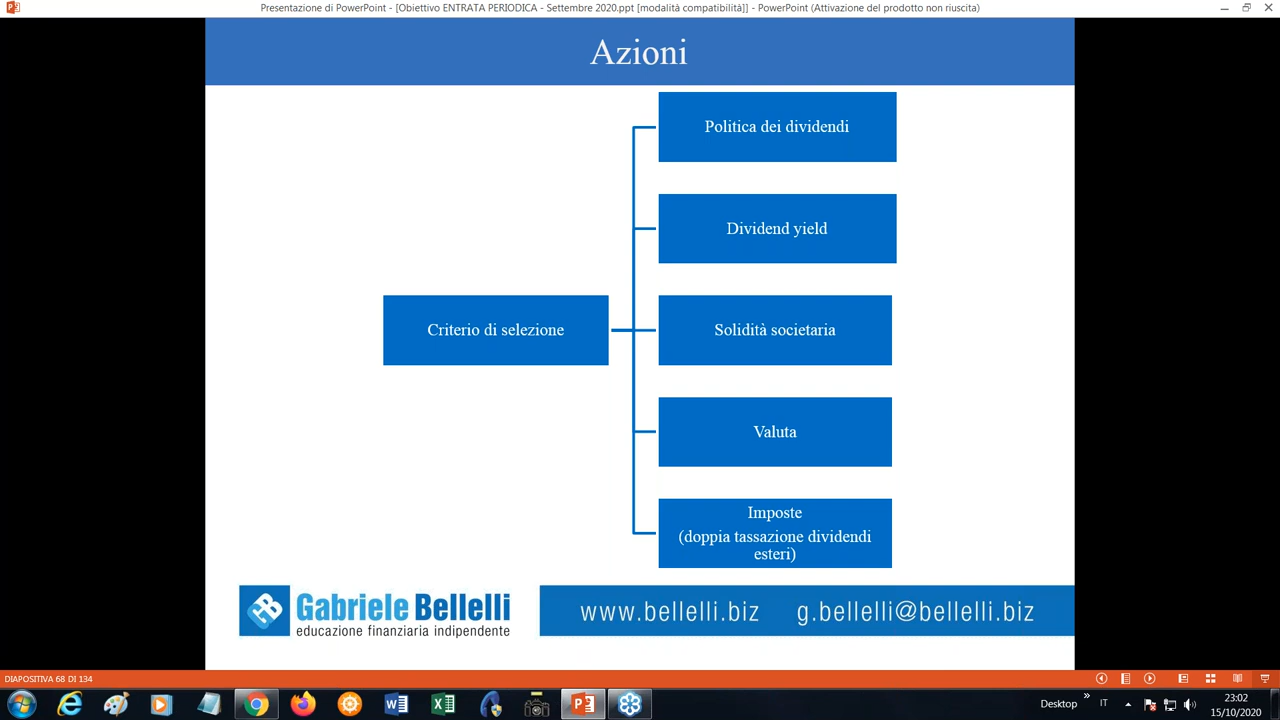 Presentazione di PowerPoint - [Obiettivo ENTRATA PERIODICA - Settembre 2020.ppt [modalità compatibilità]] - PowerPoint (Attivazione del prodotto non riuscita)
Azioni
Politica dei dividendi
Dividend yield
Criterio di selezione
Solidità societaria
Valuta
Imposte
(doppia tassazione dividendi
esteri)
Gabriele Bellelli
educazione finanziaria indipendente
www.bellelli.biz g.bellelli@bellelli.biz
DIAPOSITIVA 68 DI 134
Desktop
IT
23:02
15/10/2020